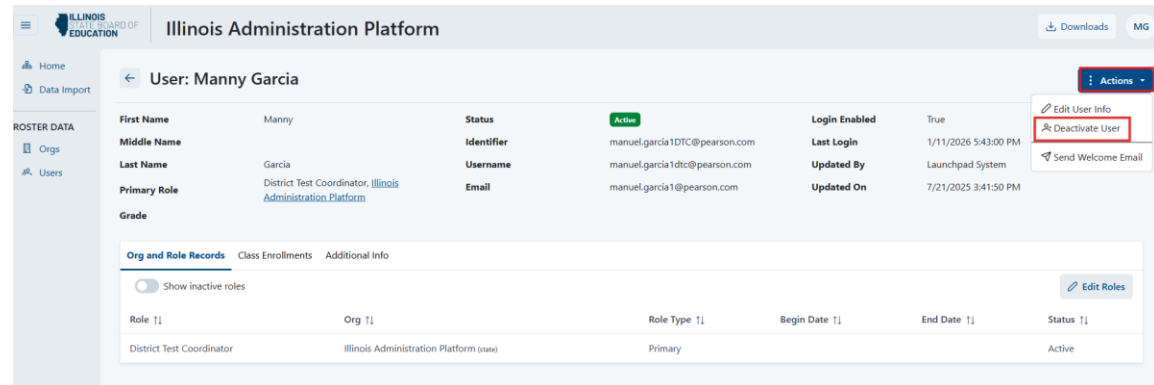 ILLINOIS
STATE BOARD OF
EDUCATION
Illinois Administration Platform
Downloads
MG
Home
Data Import
ROSTER DATA
Orgs
Users
User: Manny Garcia
Actions
Edit User Info
Deactivate User
Send Welcome Email
First Name Manny
Middle Name
Last Name Garcia
Primary Role District Test Coordinator, Illinois
Administration Platform
Grade
Status Active
Identifier manuel.garcia1DTC@pearson.com
Username manuel.garcia1dtc@pearson.com
Email manuel.garcia1@pearson.com
Login Enabled True
Last Login 1/11/2026 5:43:00 PM
Updated By Launchpad System
Updated On 7/21/2025 3:41:50 PM
Org and Role Records Class Enrollments Additional Info
Show inactive roles
Edit Roles
Role Org Role Type Begin Date End Date Status
District Test Coordinator Illinois Administration Platform (state) Primary Active